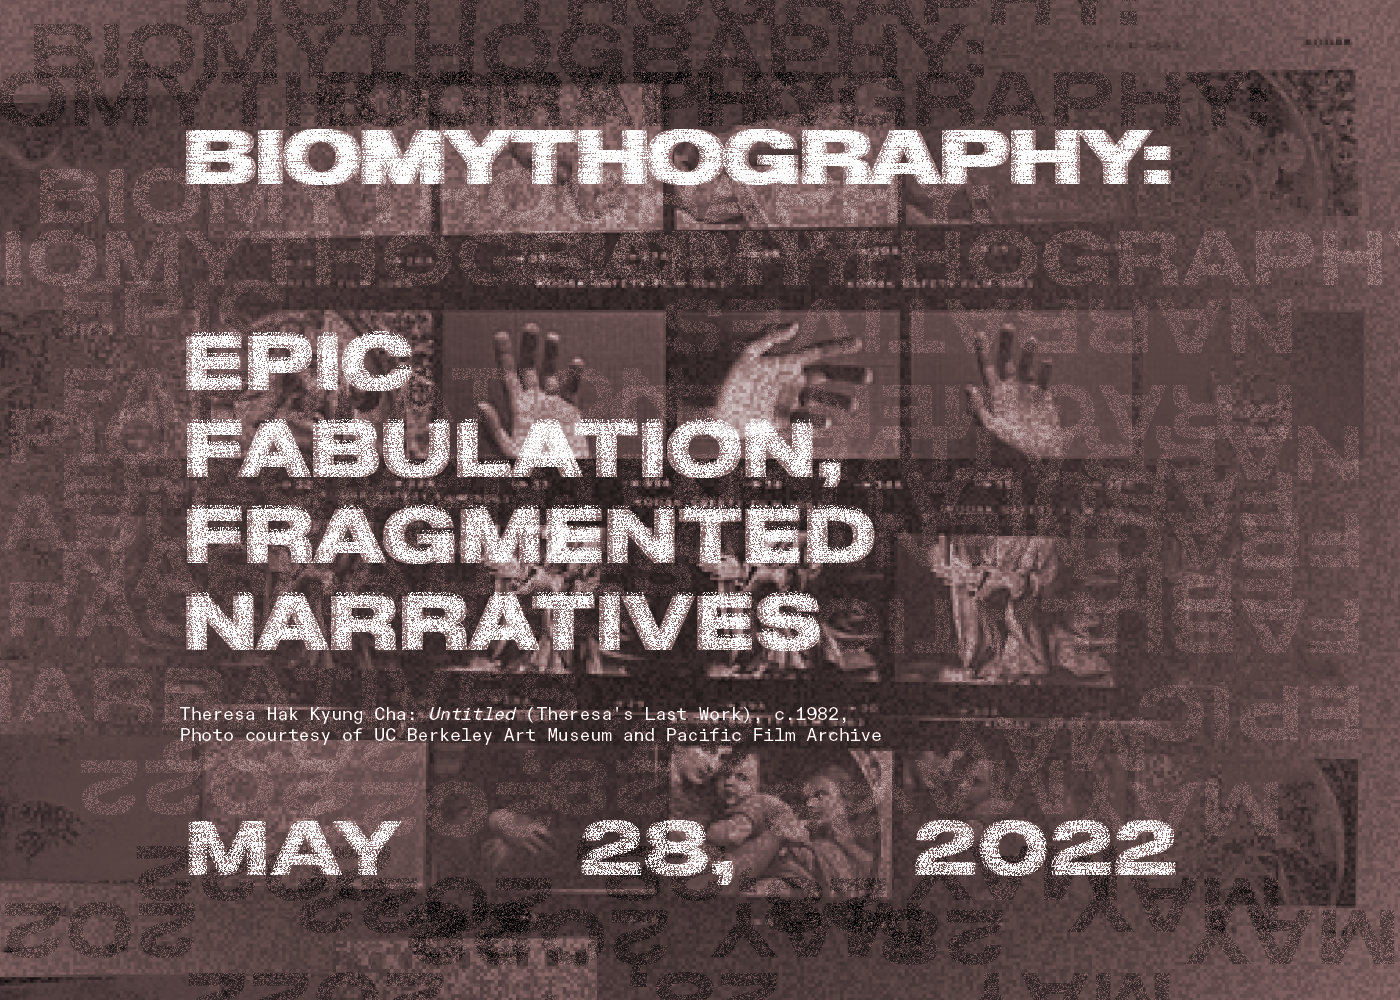 BIOMYTHOGRAPHY:
EPIC
FABULATION,
FRAGMENTED
NARRATIVES
Theresa Hak Kyung Cha: Untitled (Theresa's Last Work), c.1982,
Photo courtesy of UC Berkeley Art Museum and Pacific Film Archive
MAY 28, 2022